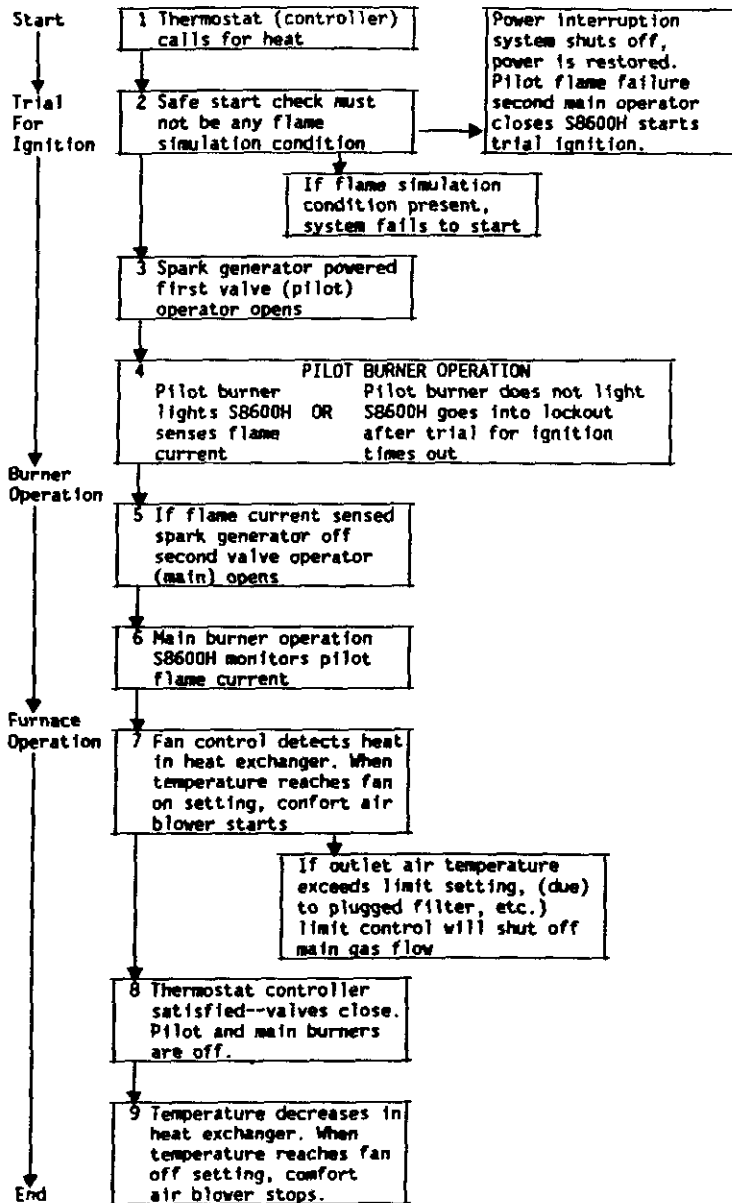 Start
Trial
For
Ignition
Burner
Operation
Furnace
Operation
End
1 Thermostat (controller)
calls for heat
2 Safe start check must
not be any flame
simulation condition
Power interruption
system shuts off,
power is restored.
Pilot flame failure
second main operator
closes S8600H starts
trial ignition.
If flame simulation
condition present,
system fails to start
3 Spark generator powered
first valve (pilot)
operator opens
4 PILOT BURNER OPERATION
Pilot burner
lights S8600H OR
senses flame
current
Pilot burner does not light
S8600H goes into lockout
after trial for ignition
times out
5 If flame current sensed
spark generator off
second valve operator
(main) opens
6 Main burner operation
S8600H monitors pilot
flame current
7 Fan control detects heat
in heat exchanger. When
temperature reaches fan
on setting, confort air
blower starts
If outlet air temperature
exceeds limit setting, (due)
to plugged filter, etc.)
limit control will shut off
main gas flow
8 Thermostat controller
satisfied--valves close.
Pilot and main burners
are off.
9 Temperature decreases in
heat exchanger. When
temperature reaches fan
off setting, comfort
air blower stops.